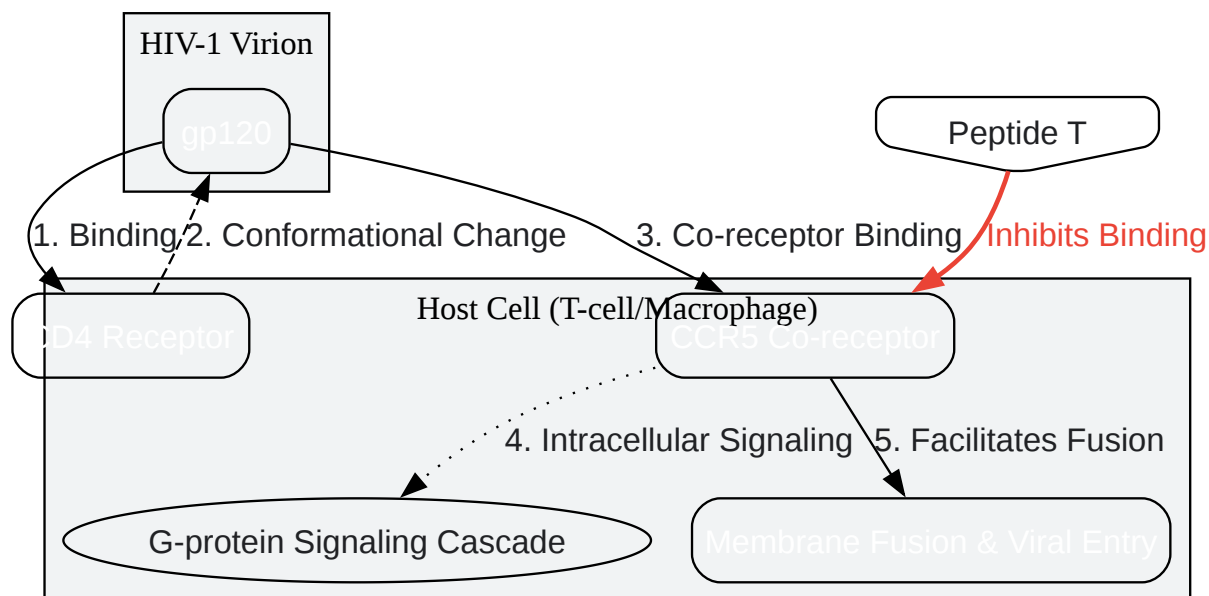 HIV-1 Virion
gp120
Peptide T
1. Binding
2. Conformational Change
3. Co-receptor Binding
Inhibits Binding
Host Cell (T-cell/Macrophage)
CD4 Receptor
CCR5 Co-receptor
4. Intracellular Signaling
5. Facilitates Fusion
G-protein Signaling Cascade
Membrane Fusion & Viral Entry